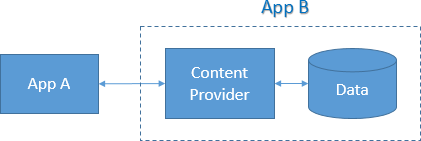 App B
App A
Content
Provider
Data